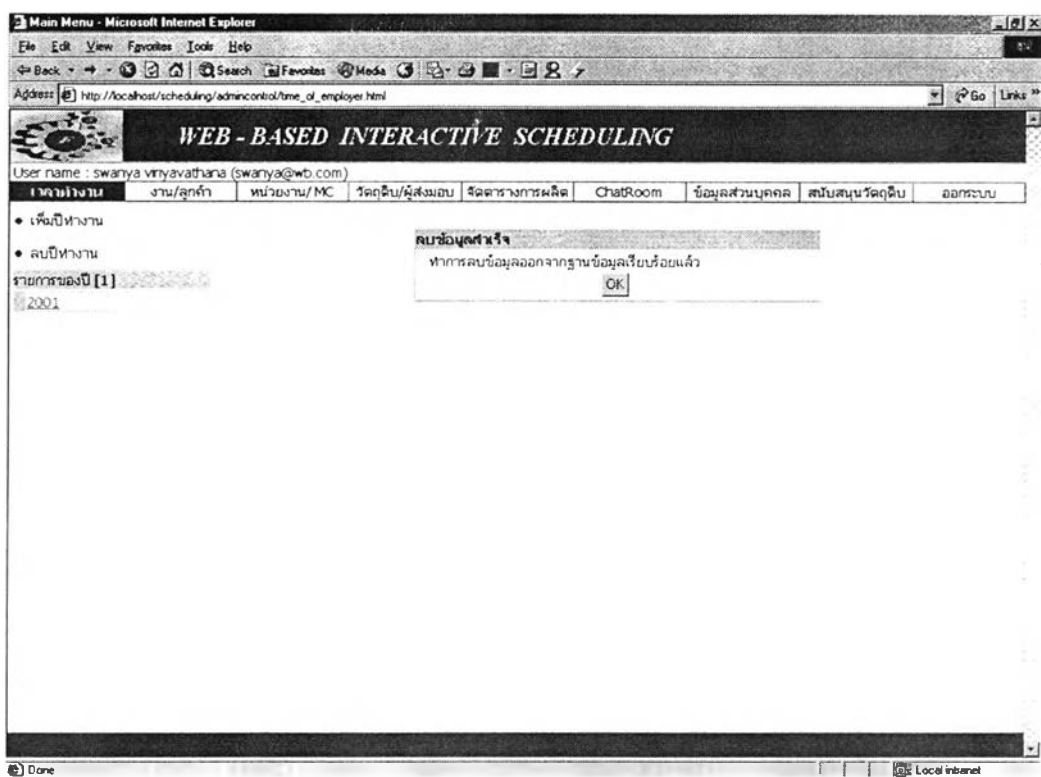 Main Menu - Microsoft Internet Explorer
File Edit View Favorites Tools Help
Back Search Favorites Media
Address http://localhost/scheduling/admincontrol/time_of_employer.html Go Links »
WEB - BASED INTERACTIVE SCHEDULING
User name : swanya viriyavathana (swanya@wb.com)
เวลาทำงาน งาน/ลูกค้า หน่วยงาน/ MC วัตถุดิบ/ผู้ส่งมอบ จัดตารางการผลิต ChatRoom ข้อมูลส่วนบุคคล สนับสนุนวัตถุดิบ ออกระบบ
• เพิ่มปีทำงาน
• ลบปีทำงาน
รายการของปี [1]
2001
ลบข้อมูลสำเร็จ
ทำการลบข้อมูลออกจากฐานข้อมูลเรียบร้อยแล้ว
OK
Done Local intranet